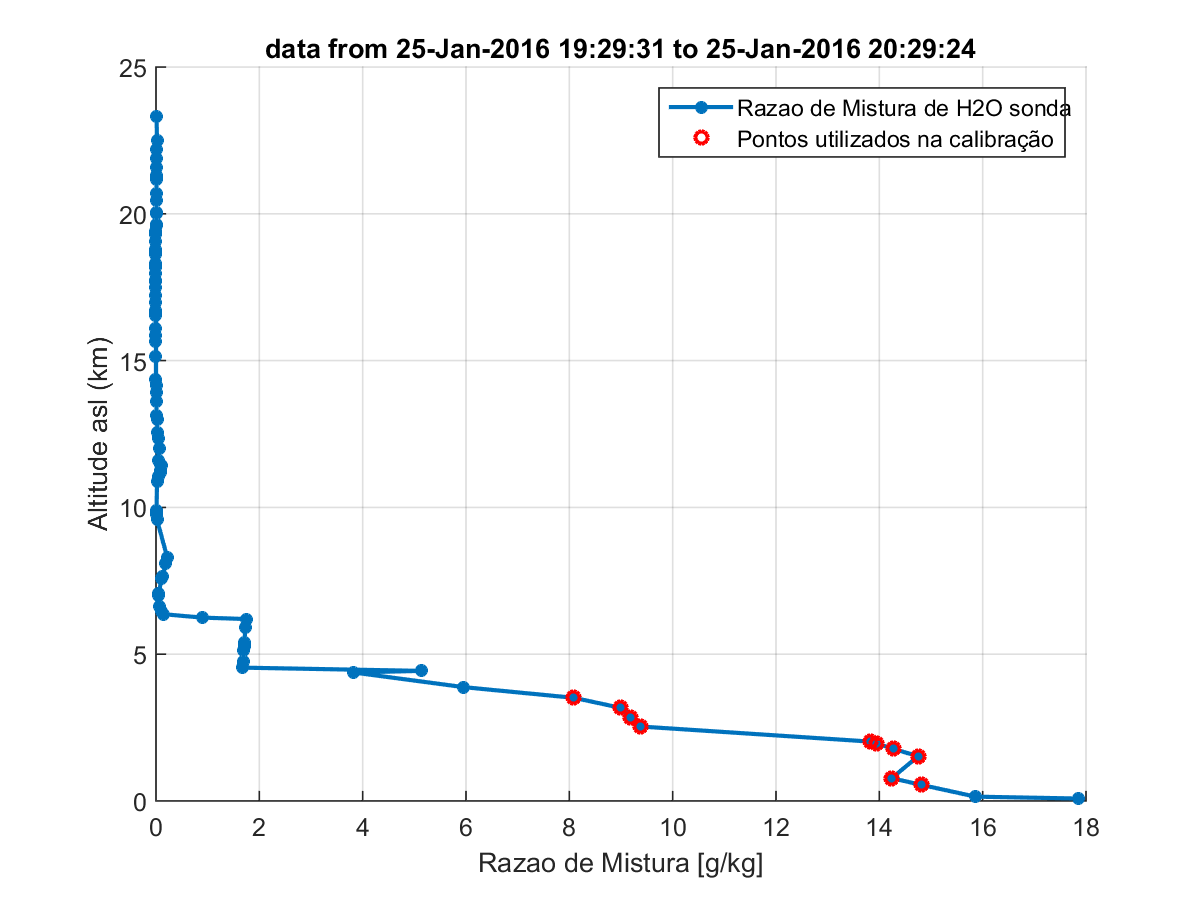 data from 25-Jan-2016 19:29:31 to 25-Jan-2016 20:29:24
Razao de Mistura de H2O sonda
Pontos utilizados na calibração
25
20
15
10
5
0
Altitude asl (km)
0 2 4 6 8 10 12 14 16 18
Razao de Mistura [g/kg]